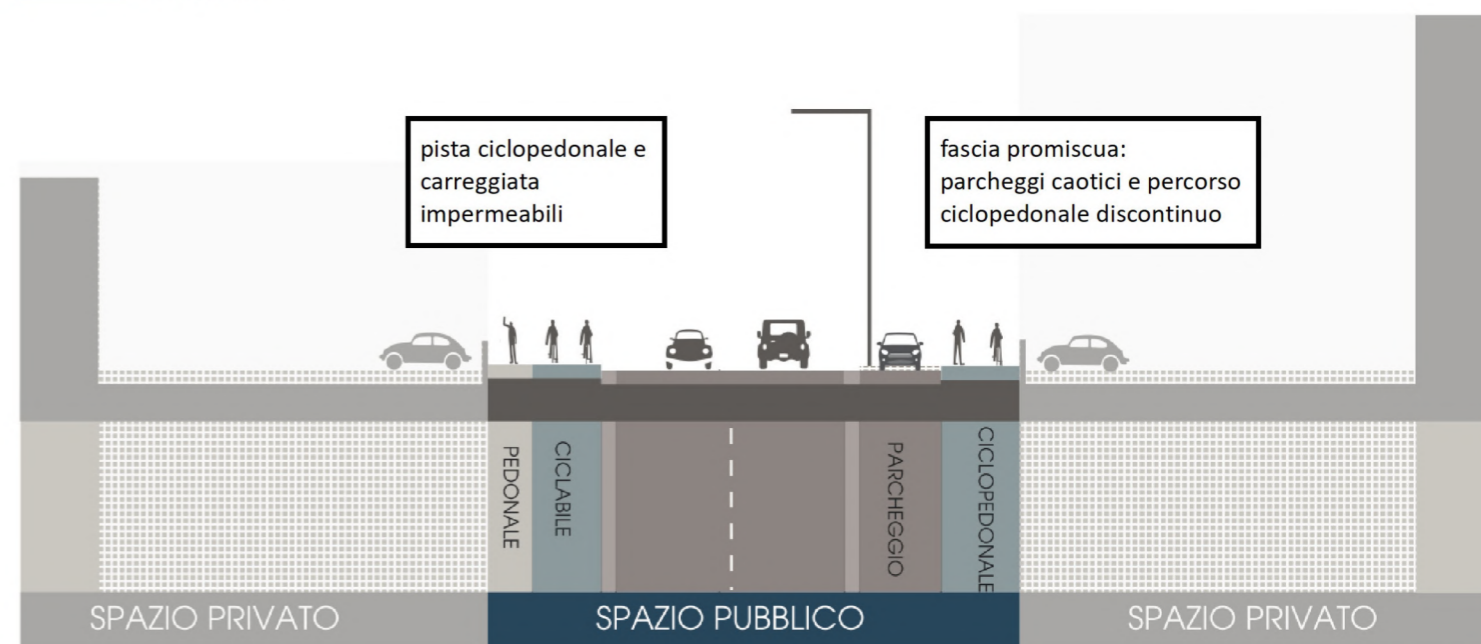 pista ciclopedonale e
carreggiata
impermeabili
fascia promiscua:
parcheggi caotici e percorso
ciclopedonale discontinuo
PEDONALE
CICLABILE
PARCHEGGIO
CICLOPEDONALE
SPAZIO PRIVATO
SPAZIO PUBBLICO
SPAZIO PRIVATO